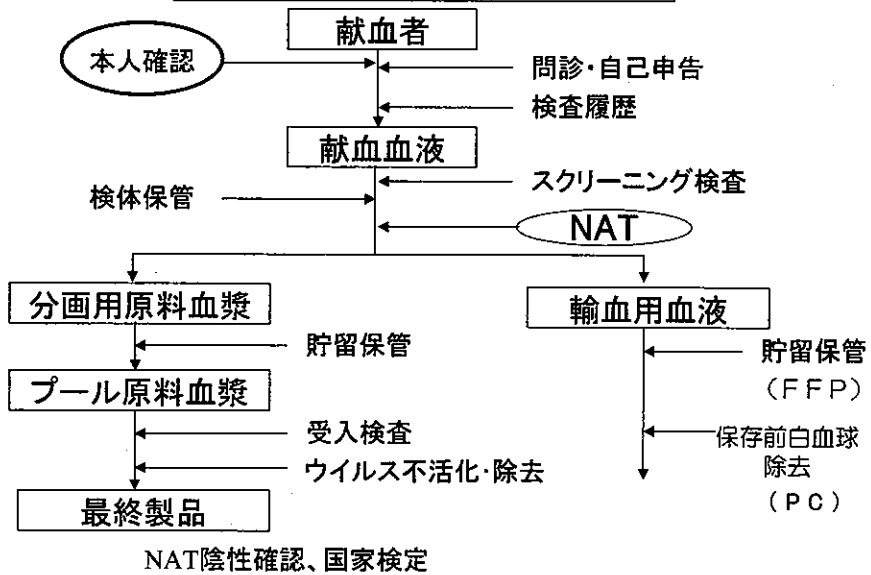 献血者
本人確認
問診・自己申告
検査履歴
献血血液
スクリーニング検査
検体保管
NAT
分画用原料血漿
輸血用血液
貯留保管
貯留保管
(FFP)
プール原料血漿
受入検査
保存前白血球
除去
(PC)
ウイルス不活化・除去
最終製品
NAT陰性確認、国家検定